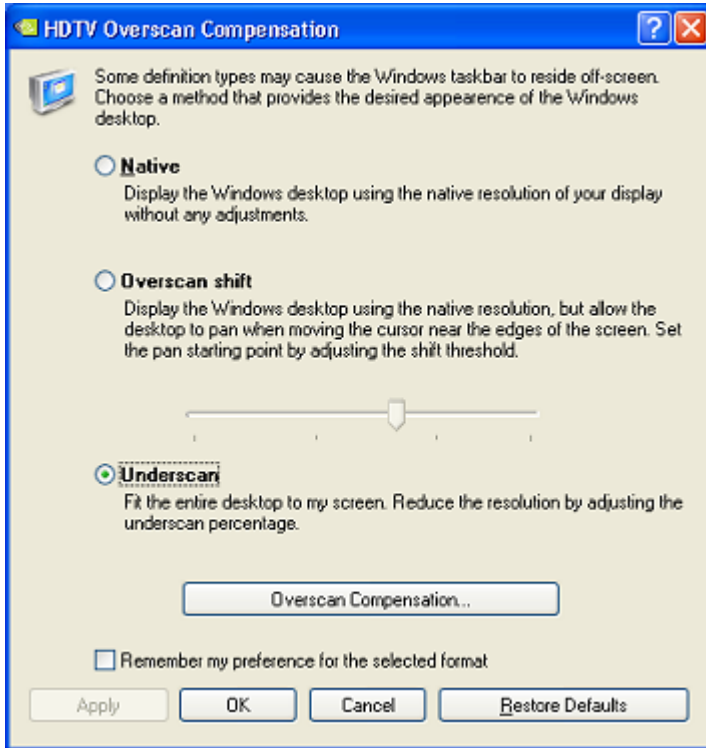 HDTV Overscan Compensation
Some definition types may cause the Windows taskbar to reside off-screen.
Choose a method that provides the desired appearence of the Windows
desktop.
Native
Display the Windows desktop using the native resolution of your display
without any adjustments.
Overscan shift
Display the Windows desktop using the native resolution, but allow the
desktop to pan when moving the cursor near the edges of the screen. Set
the pan starting point by adjusting the shift threshold.
Underscan
Fit the entire desktop to my screen. Reduce the resolution by adjusting the
underscan percentage.
Overscan Compensation...
Remember my preference for the selected format
Apply OK Cancel Restore Defaults